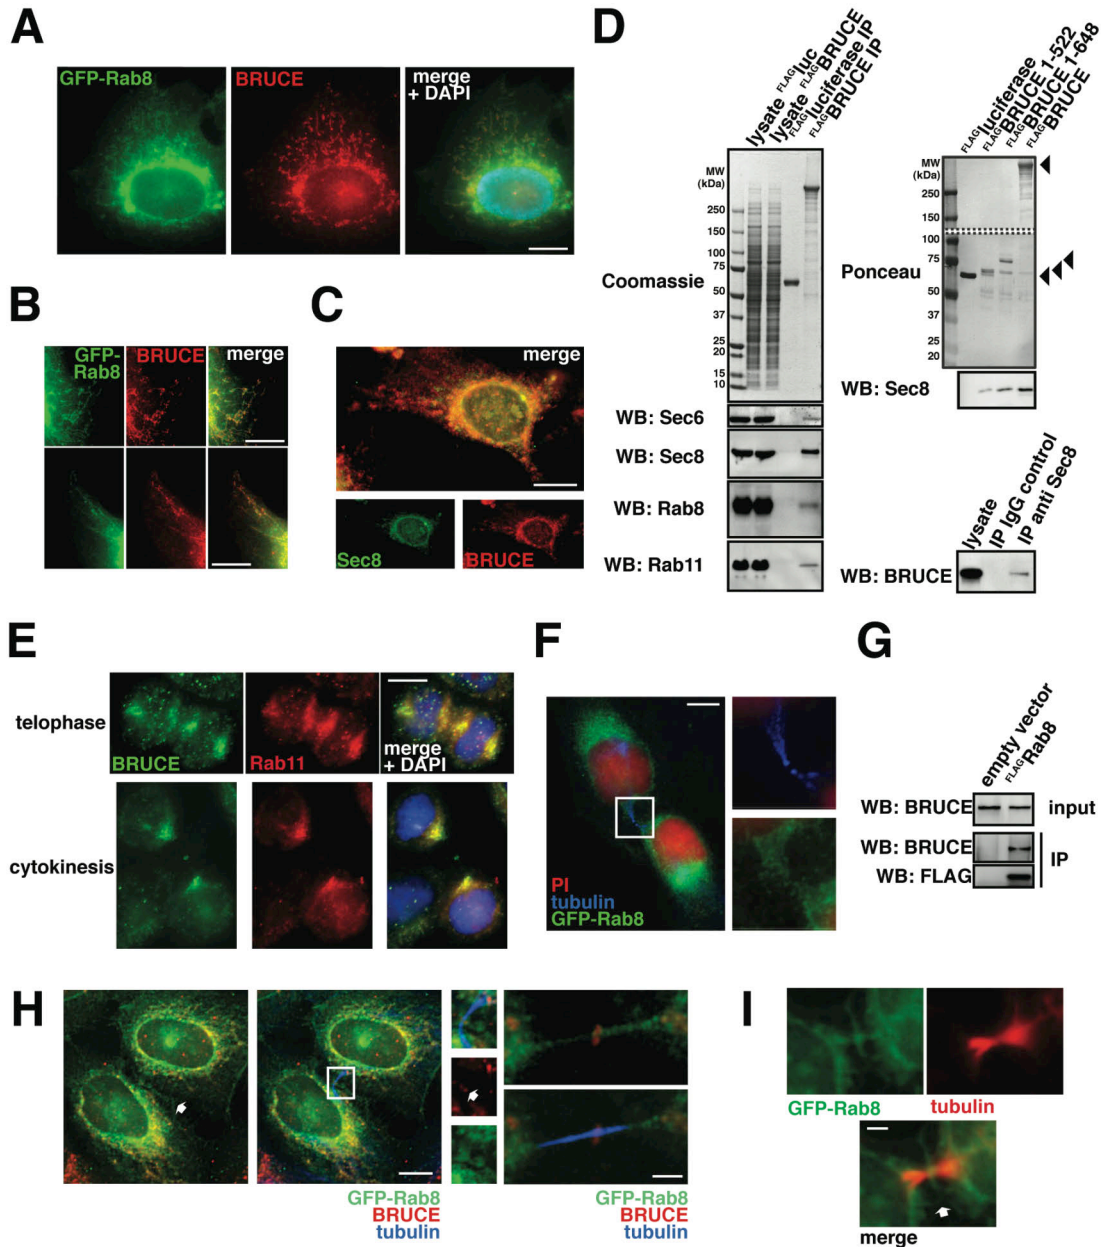 A
GFP-Rab8
BRUCE
merge
+ DAPI
B
GFP-
Rab8
BRUCE
merge
C
merge
Sec8
BRUCE
D
lysate FLAGluc
lysate FLAGBRUCE
FLAGluciferase IP
FLAGBRUCE IP
MW
(kDa)
250
150
100
75
50
37
25
20
15
10
Coomassie
WB: Sec6
WB: Sec8
WB: Rab8
WB: Rab11
FLAGluciferase
FLAGBRUCE 1-522
FLAGBRUCE 1-648
FLAGBRUCE
MW
(kDa)
250
150
100
75
50
37
25
20
Ponceau
WB: Sec8
lysate
IP IgG control
IP anti Sec8
WB: BRUCE
E
telophase
BRUCE
Rab11
merge
+ DAPI
cytokinesis
F
PI
tubulin
GFP-Rab8
G
empty vector
FLAGRab8
WB: BRUCE
input
WB: BRUCE
WB: FLAG
IP
H
GFP-Rab8
BRUCE
tubulin
GFP-Rab8
BRUCE
tubulin
I
GFP-Rab8
tubulin
merge